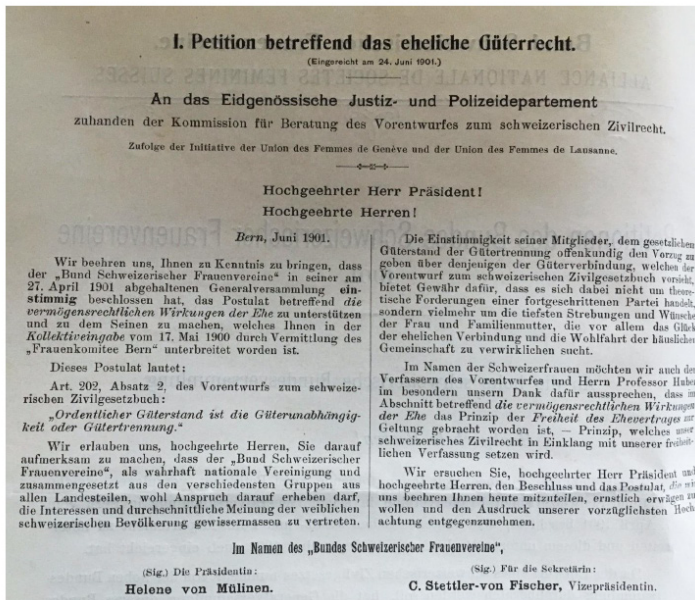 I. Petition betreffend das eheliche Güterrecht.
(Eingereicht am 24. Juni 1901.)
An das Eidgenössische Justiz- und Polizeidepartement
zuhanden der Kommission für Beratung des Vorentwurfes zum schweizerischen Zivilrecht.
Zufolge der Initiative der Union des Femmes de Genève und der Union des Femmes de Lausanne.
Hochgeehrter Herr Präsident!
Hochgeehrte Herren!
Bern, Juni 1901.
Wir beehren uns, Ihnen zu Kenntnis zu bringen, dass
der „Bund Schweizerischer Frauenvereine" in seiner am
27. April 1901 abgehaltenen Generalversammlung ein-
stimmig beschlossen hat, das Postulat betreffend die
vermögensrechtlichen Wirkungen der Ehe zu unterstützen
und zu dem Seinen zu machen, welches Ihnen in der
Kollektiveingabe vom 17. Mai 1900 durch Vermittlung des
„Frauenkomitee Bern" unterbreitet worden ist.
Dieses Postulat lautet:
Art. 202, Absatz 2, des Vorentwurfs zum schweize-
rischen Zivilgesetzbuch:
„Ordentlicher Güterstand ist die Güterunabhängig-
keit oder Gütertrennung."
Wir erlauben uns, hochgeehrte Herren, Sie darauf
aufmerksam zu machen, dass der „Bund Schweizerischer
Frauenvereine", als wahrhaft nationale Vereinigung und
zusammengesetzt aus den verschiedensten Gruppen aus
allen Landesteilen, wohl Anspruch darauf erheben darf,
die Interessen und durchschnittliche Meinung der weiblichen
schweizerischen Bevölkerung gewissermassen zu vertreten.
Die Einstimmigkeit seiner Mitglieder, dem gesetzlichen
Güterstand der Gütertrennung offenkundig den Vorzug zu
geben über denjenigen der Güterverbindung, welchen der
Vorentwurf zum schweizerischen Zivilgesetzbuch vorsieht,
bietet Gewähr dafür, dass es sich dabei nicht um theore-
tische Forderungen einer fortgeschrittenen Partei handelt,
sondern vielmehr um die tiefsten Strebungen und Wünsche
der Frau und Familienmutter, die vor allem das Glück
der ehelichen Verbindung und die Wohlfahrt der häuslichen
Gemeinschaft zu verwirklichen sucht.
Im Namen der Schweizerfrauen möchten wir auch den
Verfassern des Vorentwurfes und Herrn Professor Huber
im besondern unsern Dank dafür aussprechen, dass im
Abschnitt betreffend die vermögensrechtlichen Wirkungen
der Ehe das Prinzip der Freiheit des Ehevertrages zur
Geltung gebracht worden ist, — Prinzip, welches unser
schweizerisches Zivilrecht in Einklang mit unserer freiheit-
lichen Verfassung setzen wird.
Wir ersuchen Sie, hochgeehrter Herr Präsident und
hochgeehrte Herren, den Beschluss und das Postulat, die wir
uns beehren Ihnen heute mitzuteilen, ernstlich erwägen zu
wollen und den Ausdruck unserer vorzüglichsten Hoch-
achtung entgegenzunehmen.
Im Namen des „Bundes Schweizerischer Frauenvereine",
(Sig.) Die Präsidentin:
Helene von Mülinen.
(Sig.) Für die Sekretärin:
C. Stettler-von Fischer, Vizepräsidentin.